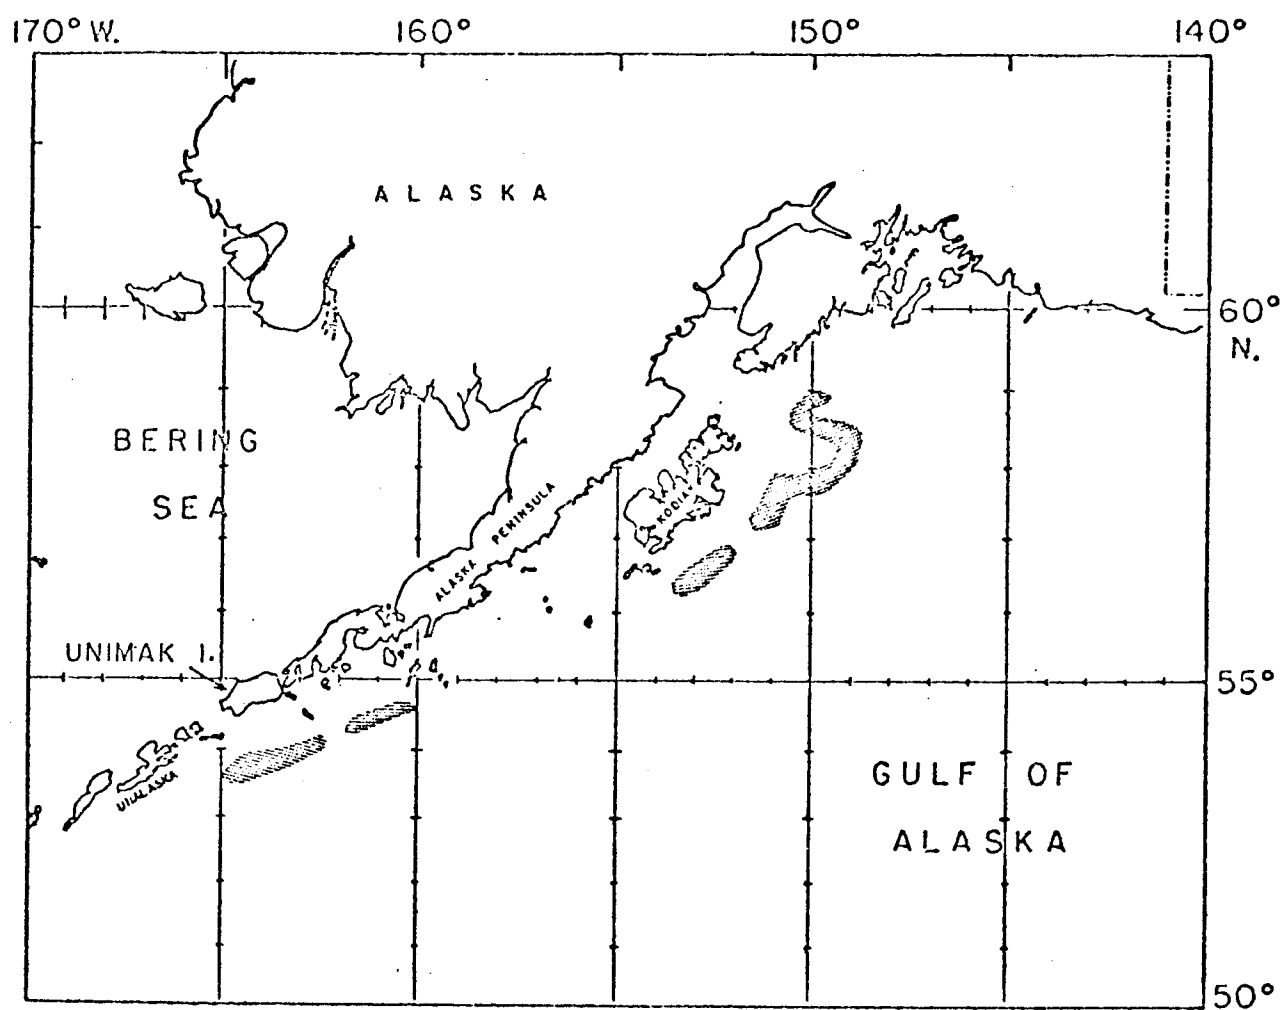 170° W. 160° 150° 140°
ALASKA
60°
N.
BERING
SEA
KODIAK
ALASKA PENINSULA
UNIMAK I.
55°
UNALASKA
GULF OF
ALASKA
50°